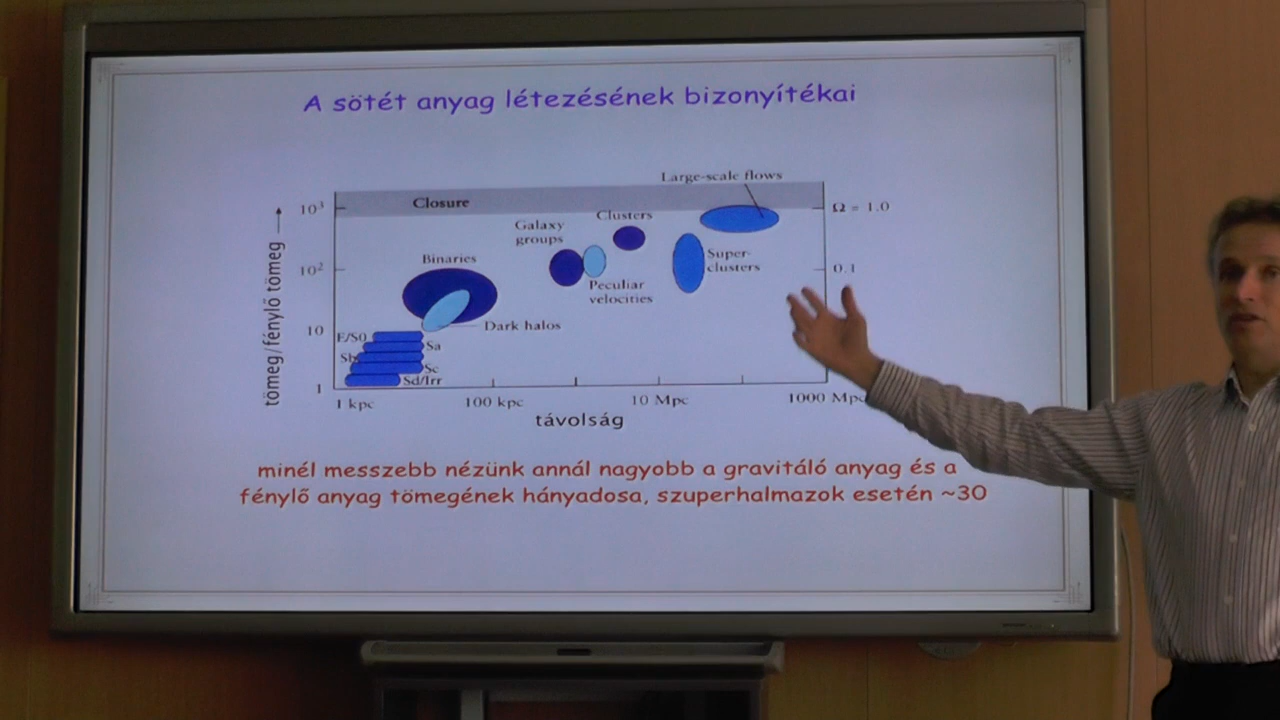 A sötét anyag létezésének bizonyítékai
Large-scale flows
Closure
10³
Ω = 1.0
Clusters
Galaxy
groups
Binaries
Super-
clusters
10²
0.1
Peculiar
velocities
Dark halos
10
E/S0
Sa
Sb
Sc
Sd/Irr
1
tömeg/fénylő tömeg
1 kpc
100 kpc
10 Mpc
1000 Mpc
távolság
minél messzebb nézünk annál nagyobb a gravitáló anyag és a
fénylő anyag tömegének hányadosa, szuperhalmazok esetén ~30